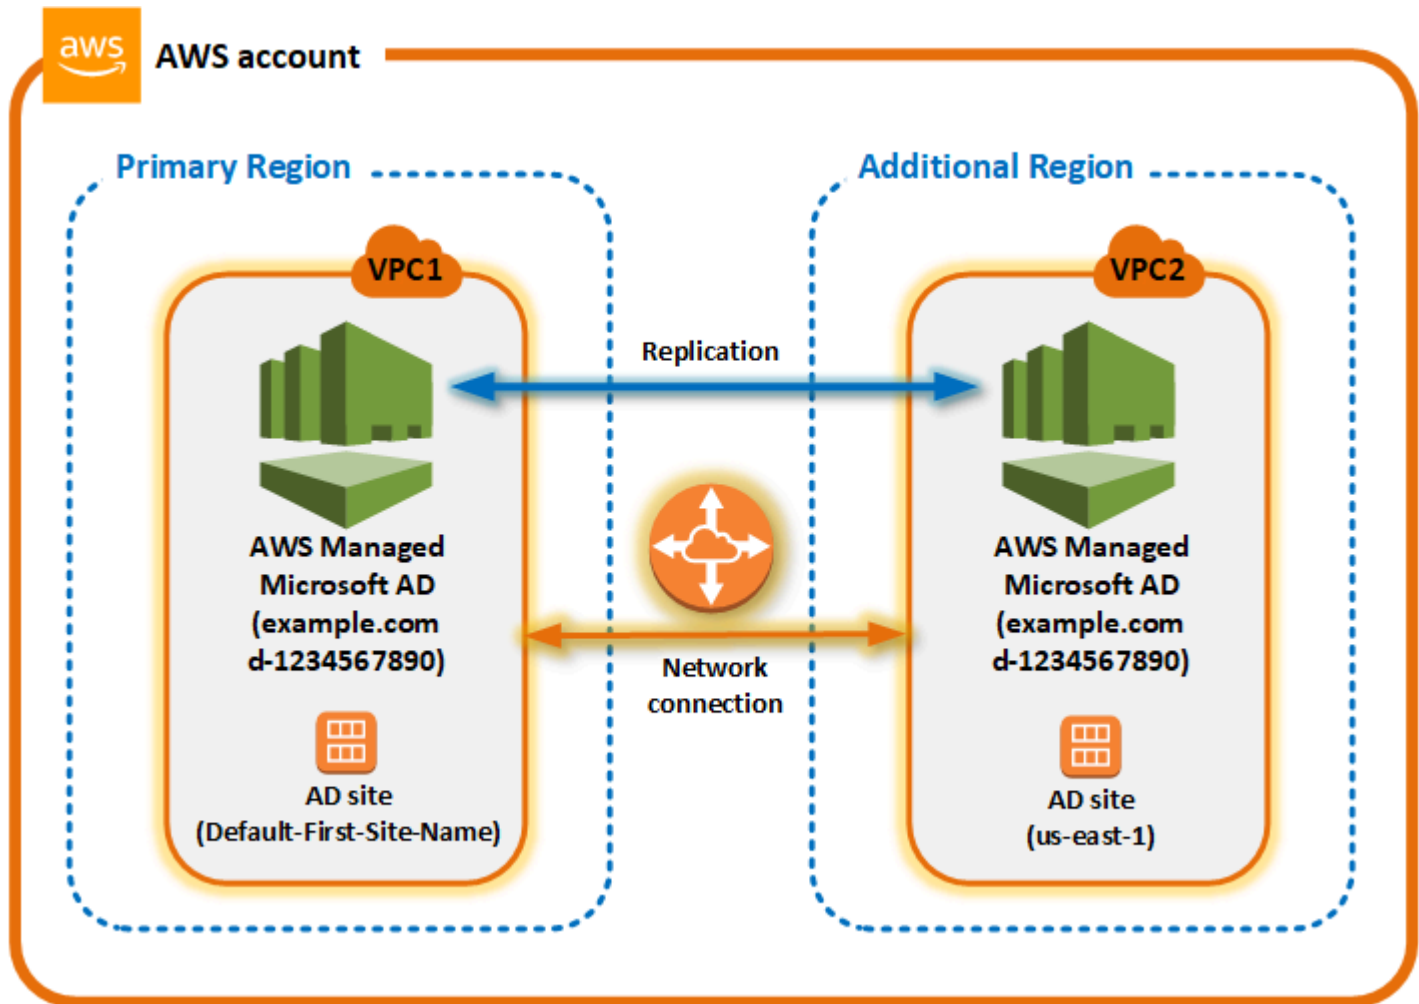 aws
AWS account
Primary Region
Additional Region
VPC1
VPC2
Replication
AWS Managed
Microsoft AD
(example.com
d-1234567890)
AWS Managed
Microsoft AD
(example.com
d-1234567890)
Network
connection
AD site
(Default-First-Site-Name)
AD site
(us-east-1)